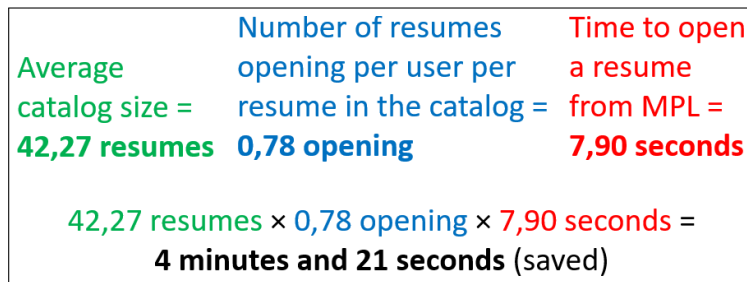 Average
catalog size =
42,27 resumes
Number of resumes
opening per user per
resume in the catalog =
0,78 opening
Time to open
a resume
from MPL =
7,90 seconds
42,27 resumes × 0,78 opening × 7,90 seconds =
4 minutes and 21 seconds (saved)